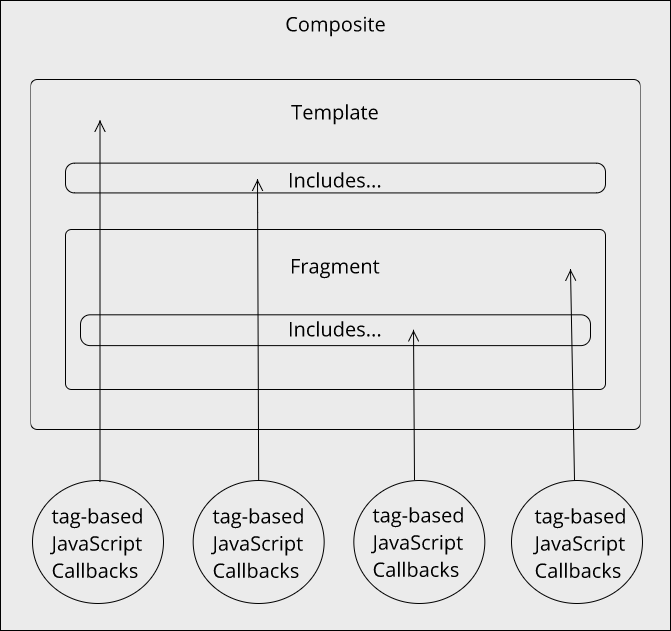 Composite
Template
Includes...
Fragment
Includes...
tag-based
JavaScript
Callbacks
tag-based
JavaScript
Callbacks
tag-based
JavaScript
Callbacks
tag-based
JavaScript
Callbacks